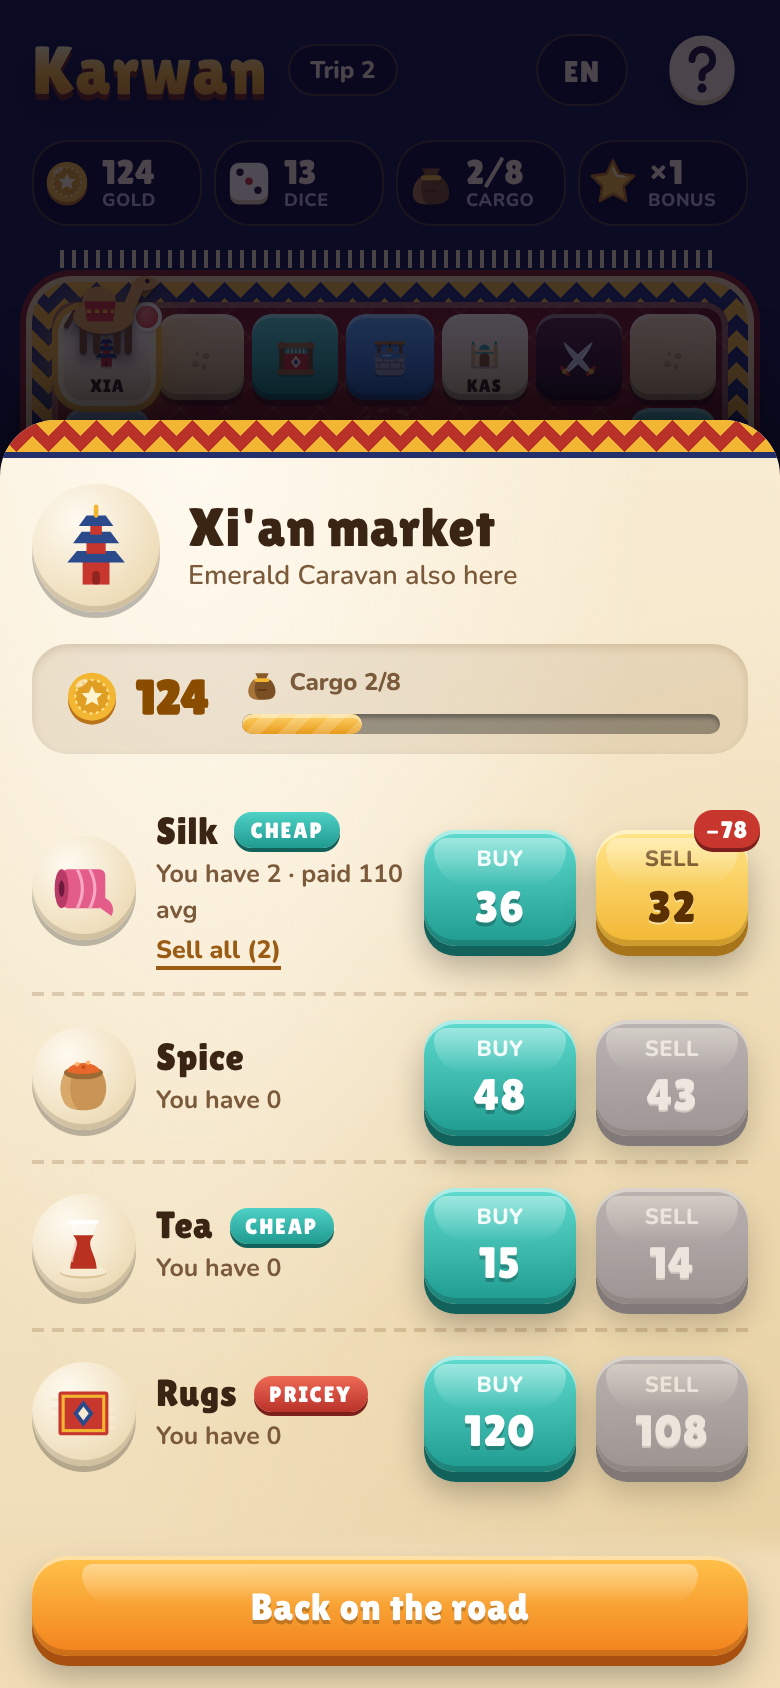 Karwan
Trip 2
EN
?
124
GOLD
13
DICE
2/8
CARGO
×1
BONUS
XIA
KAS
Xi'an market
Emerald Caravan also here
124
Cargo 2/8
Silk
CHEAP
You have 2 · paid 110
avg
Sell all (2)
BUY
36
SELL
32
−78
Spice
You have 0
BUY
48
SELL
43
Tea
CHEAP
You have 0
BUY
15
SELL
14
Rugs
PRICEY
You have 0
BUY
120
SELL
108
Back on the road